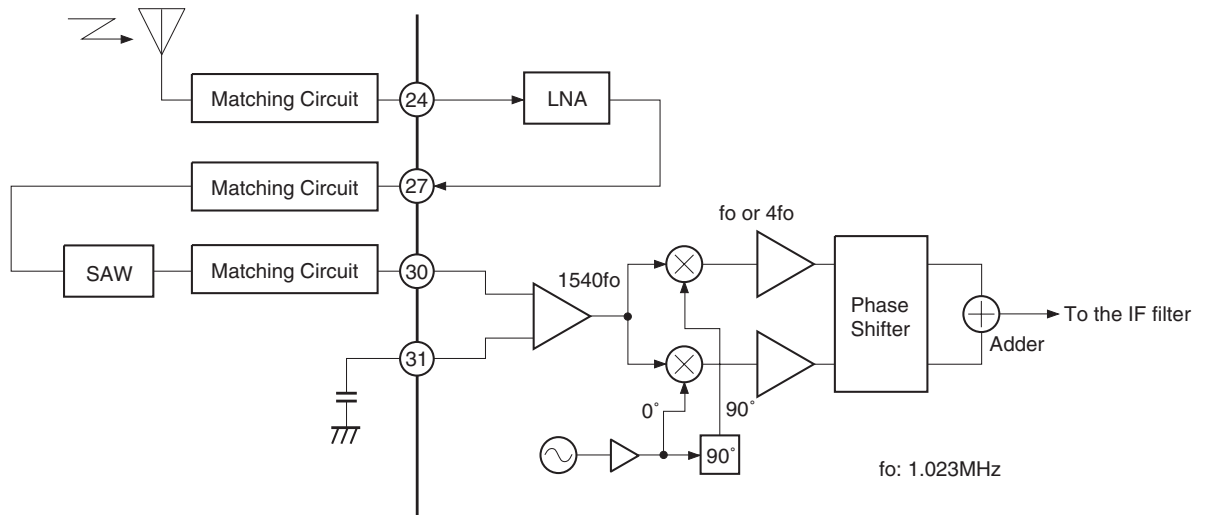 Matching Circuit
24
LNA
Matching Circuit
27
fo or 4fo
SAW
Matching Circuit
30
1540fo
Phase
Shifter
To the IF filter
Adder
31
0˚
90˚
90˚
fo: 1.023MHz